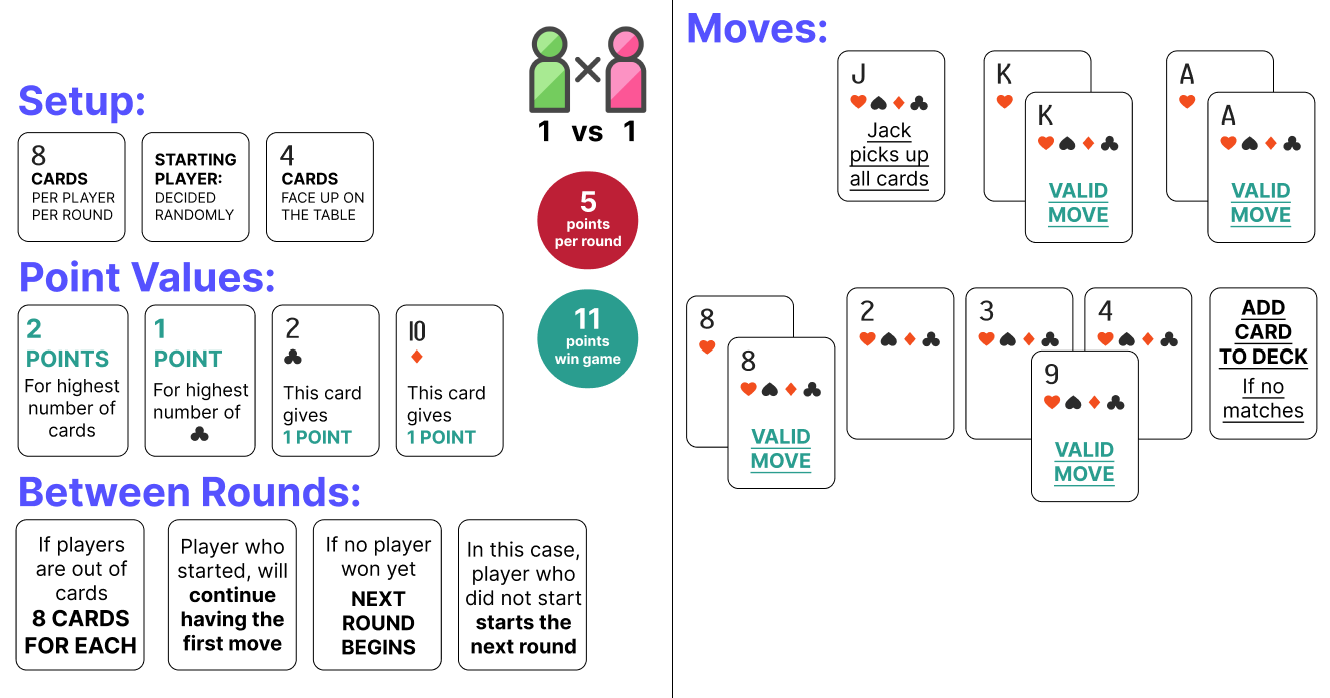 1 vs 1
Setup:
8
CARDS
PER PLAYER
PER ROUND
STARTING
PLAYER:
DECIDED
RANDOMLY
4
CARDS
FACE UP ON
THE TABLE
5
points
per round
11
points
win game
Point Values:
2
POINTS
For highest
number of
cards
1
POINT
For highest
number of
2
This card
gives
1 POINT
10
This card
gives
1 POINT
Between Rounds:
If players
are out of
cards
8 CARDS
FOR EACH
Player who
started, will
continue
having the
first move
If no player
won yet
NEXT
ROUND
BEGINS
In this case,
player who
did not start
starts the
next round
Moves:
J
Jack
picks up
all cards
K
K
VALID
MOVE
A
A
VALID
MOVE
8
8
VALID
MOVE
2
3
4
9
VALID
MOVE
ADD
CARD
TO DECK
If no
matches